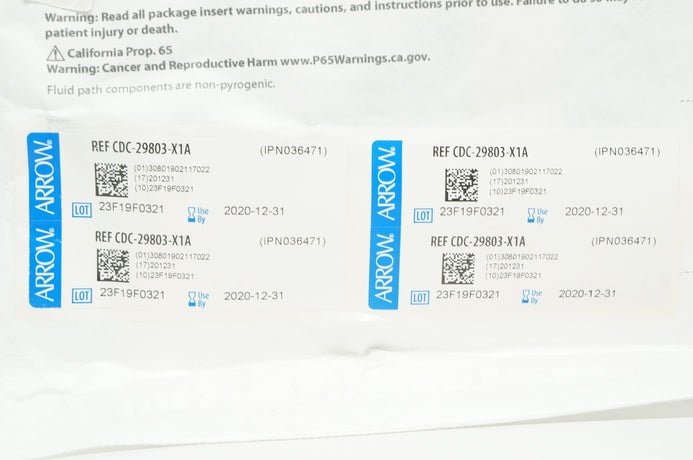 Warning: Read all package insert warnings, cautions, and instructions prior to use. Failure to do so may
patient injury or death.
California Prop. 65
Warning: Cancer and Reproductive Harm www.P65Warnings.ca.gov.
Fluid path components are non-pyrogenic.
ARROW
REF CDC-29803-X1A (IPN036471)
(01)30801902117022
(17)201231
(10)23F19F0321
LOT 23F19F0321 Use By 2020-12-31
ARROW
REF CDC-29803-X1A (IPN036471)
(01)30801902117022
(17)201231
(10)23F19F0321
LOT 23F19F0321 Use By 2020-12-31
ARROW
REF CDC-29803-X1A (IPN036471)
(01)30801902117022
(17)201231
(10)23F19F0321
LOT 23F19F0321 Use By 2020-12-31
ARROW
REF CDC-29803-X1A (IPN036471)
(01)30801902117022
(17)201231
(10)23F19F0321
LOT 23F19F0321 Use By 2020-12-31